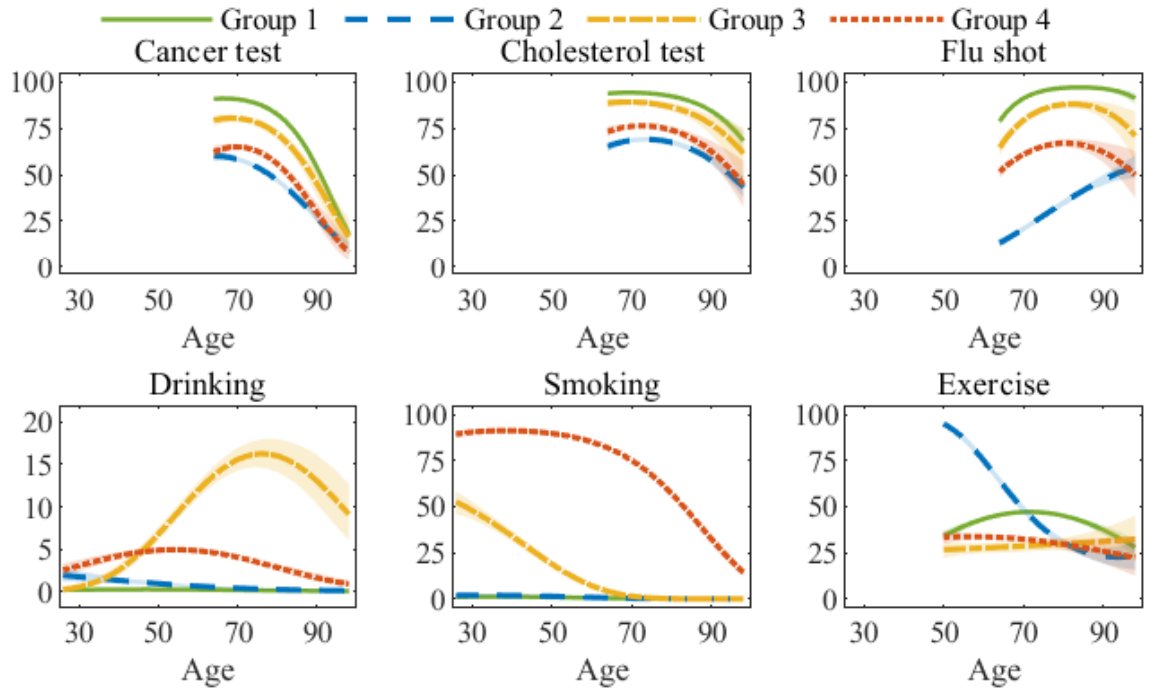 Group 1 Group 2 Group 3 Group 4
Cancer test Cholesterol test Flu shot
100 100 100
75 75 75
50 50 50
25 25 25
0 0 0
30 50 70 90 30 50 70 90 30 50 70 90
Age Age Age
Drinking Smoking Exercise
20 100 100
15 75 75
10 50 50
5 25 25
0 0 0
30 50 70 90 30 50 70 90 30 50 70 90
Age Age Age